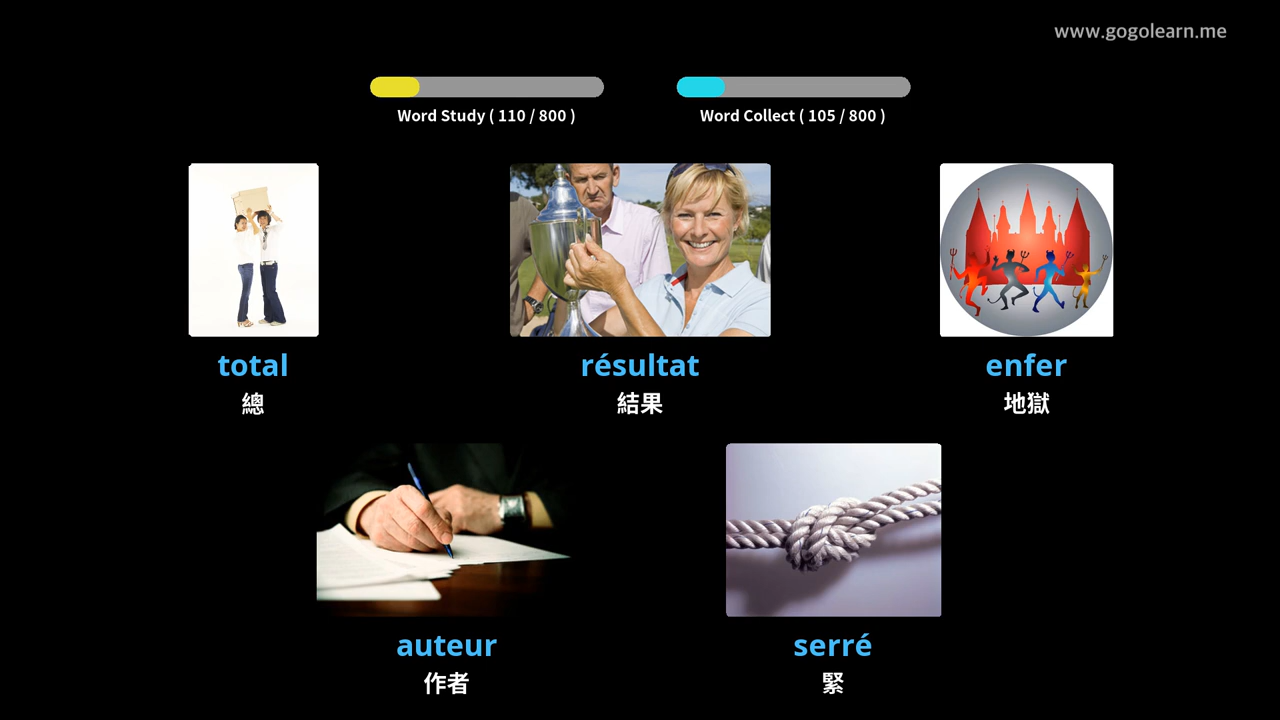 www.gogolearn.me
Word Study ( 110 / 800 )
Word Collect ( 105 / 800 )
total
總
résultat
結果
enfer
地獄
auteur
作者
serré
緊